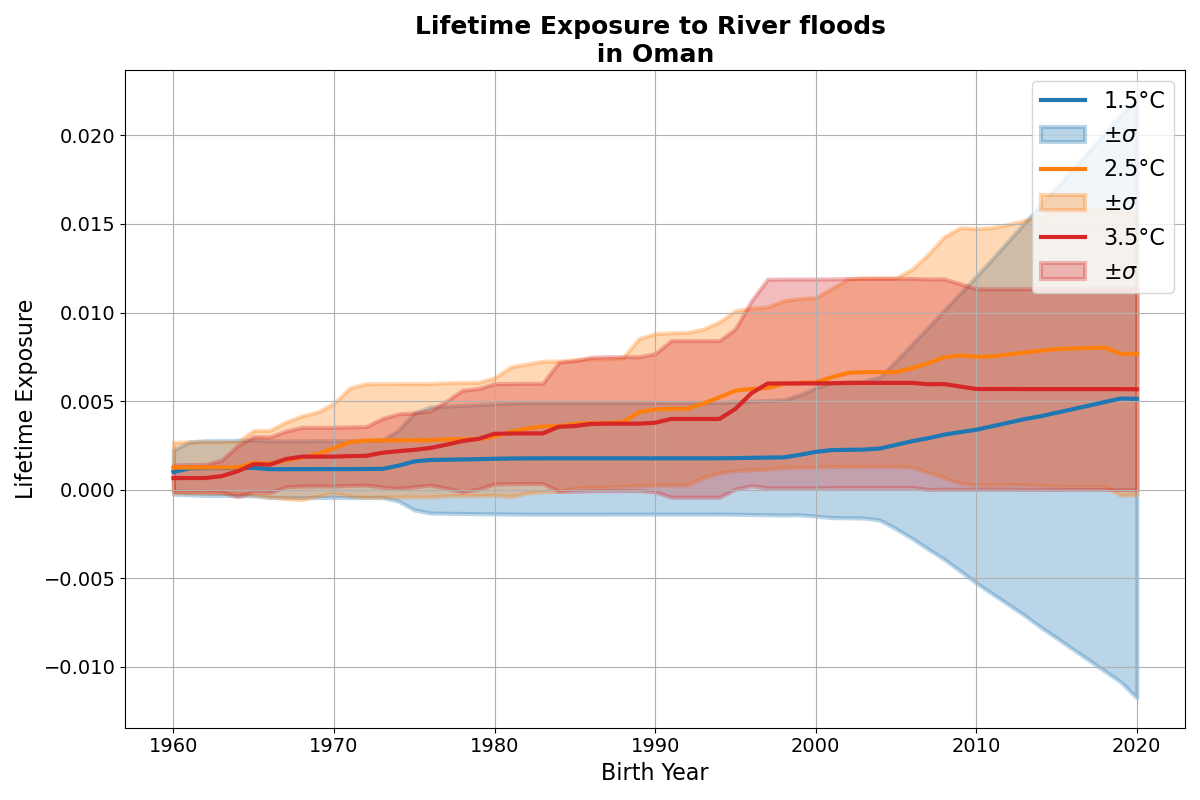 Lifetime Exposure to River floods
in Oman
Lifetime Exposure
0.020
0.015
0.010
0.005
0.000
−0.005
−0.010
1960 1970 1980 1990 2000 2010 2020
Birth Year
1.5°C
±σ
2.5°C
±σ
3.5°C
±σ